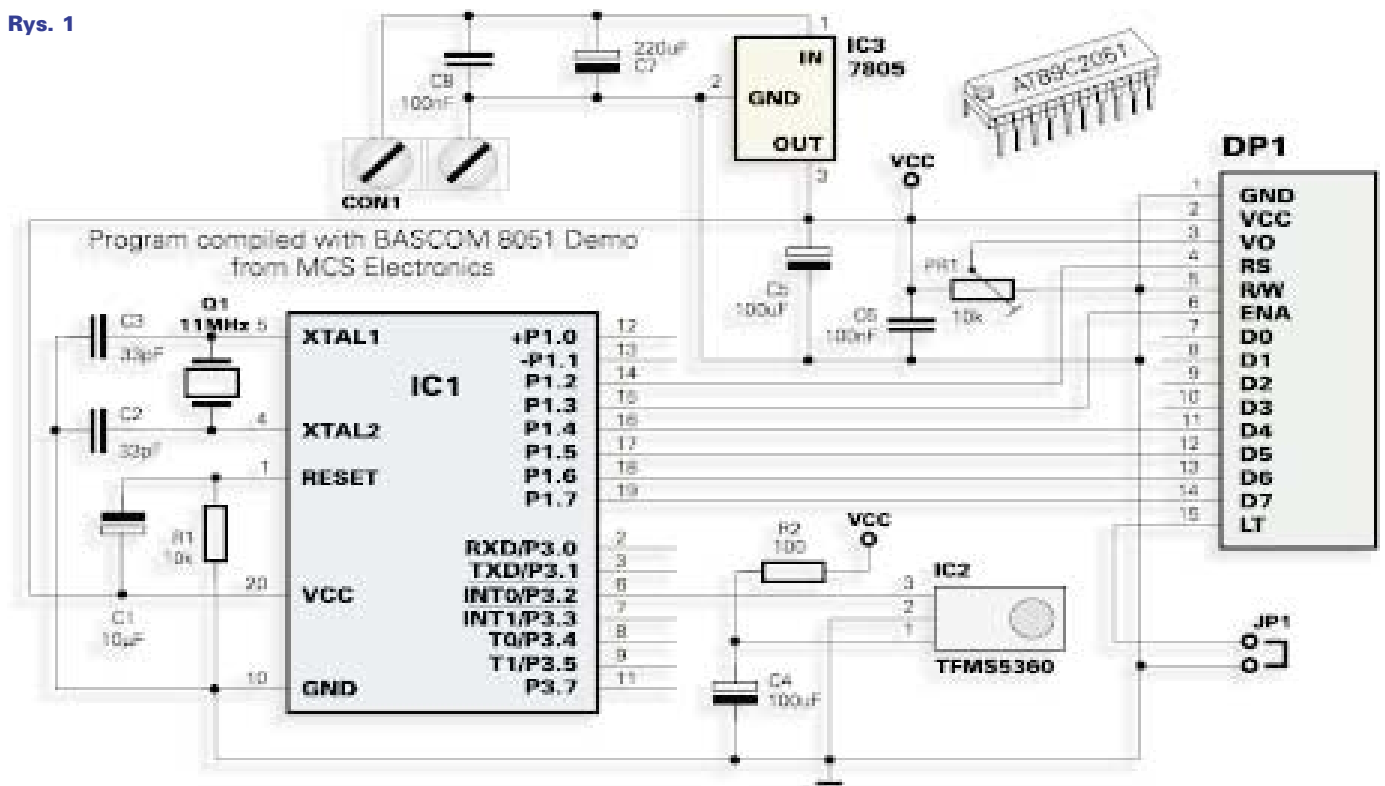 Rys. 1
1
IN
IC3
7805
220uF
C7
C8
100nF
2
GND
OUT
3
CON1
AT89C2051
VCC
DP1
1 GND
2 VCC
3 VO
4 RS
5 R/W
6 ENA
7 D0
8 D1
9 D2
10 D3
11 D4
12 D5
13 D6
14 D7
15 LT
Program compiled with BASCOM 8051 Demo
from MCS Electronics
PR1
10k
C5
100uF
100nF
Q1
11MHz
C3
33pF
C2
33pF
5 XTAL1
4 XTAL2
1 RESET
20 VCC
10 GND
IC1
+P1.0 12
-P1.1 13
P1.2 14
P1.3 15
P1.4 16
P1.5 17
P1.6 18
P1.7 19
RXD/P3.0 2
TXD/P3.1 3
INT0/P3.2 6
INT1/P3.3 7
T0/P3.4 8
T1/P3.5 9
P3.7 11
R1
10k
C1
10µF
R2
100
VCC
IC2
3
2
1
TFMS5360
C4
100uF
JP1